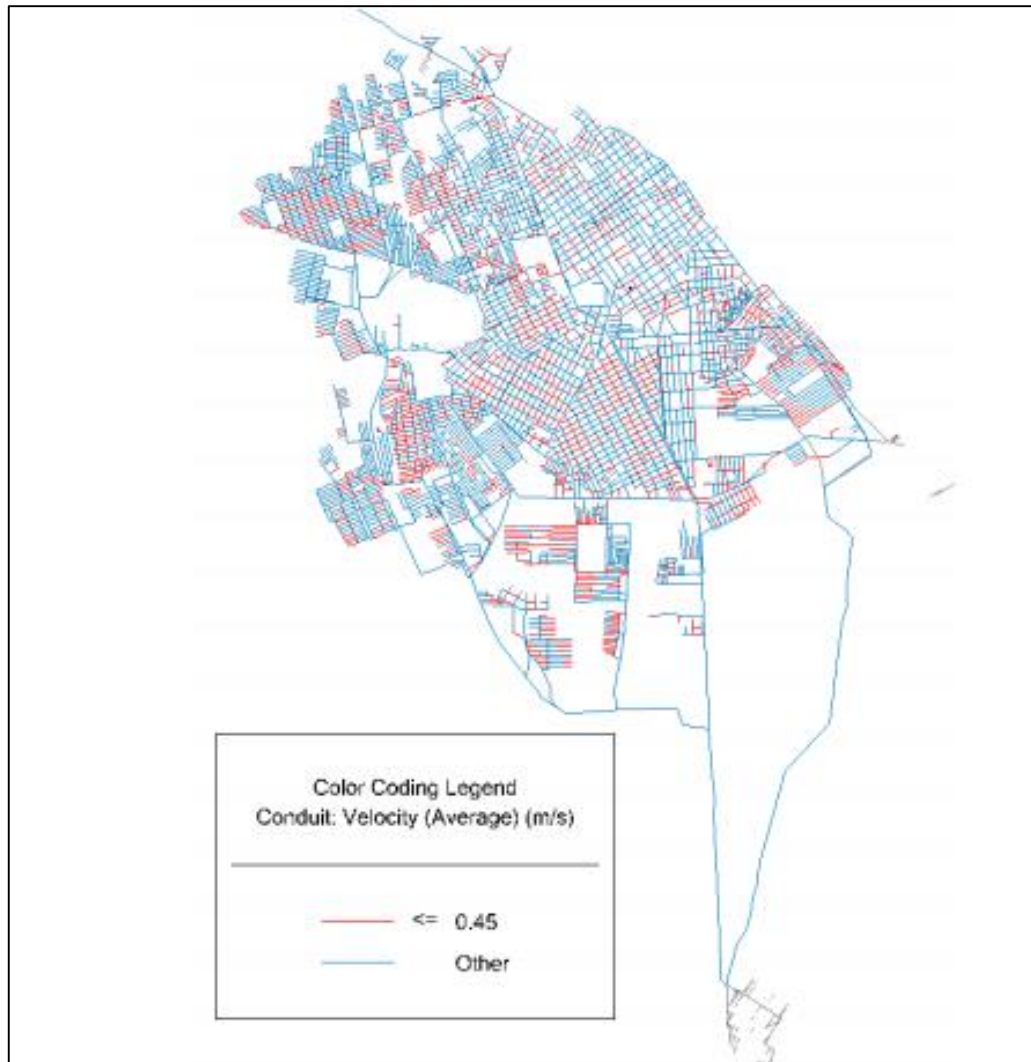 Color Coding Legend
Conduit: Velocity (Average) (m/s)
<= 0.45
Other